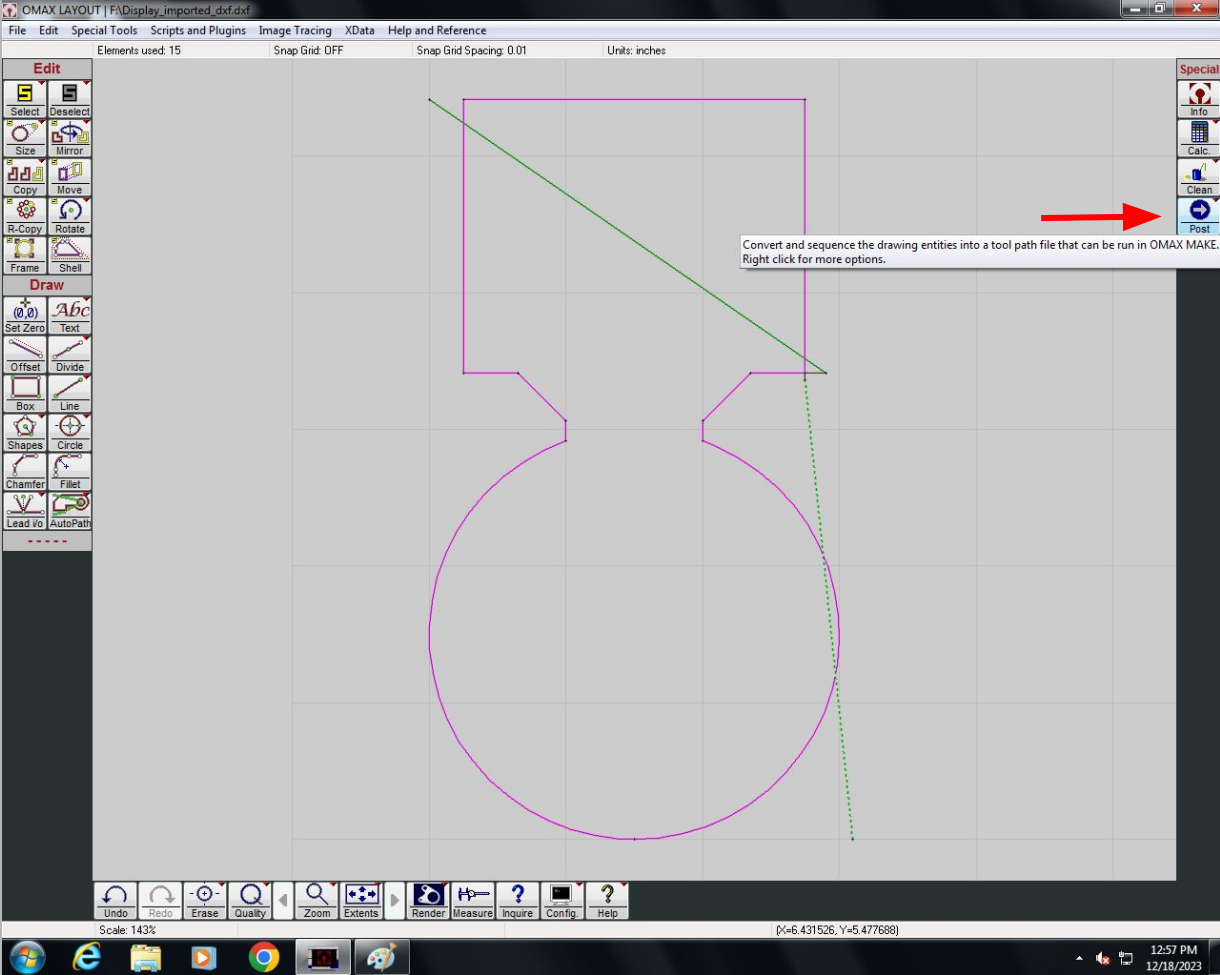 OMAX LAYOUT | F:\Display_imported_dxf.dxf
File Edit Special Tools Scripts and Plugins Image Tracing XData Help and Reference
Elements used: 15 Snap Grid: OFF Snap Grid Spacing: 0.01 Units: inches
Edit
Select Deselect
Size Mirror
Copy Move
R-Copy Rotate
Frame Shell
Draw
(0,0) Abc
Set Zero Text
Offset Divide
Box Line
Shapes Circle
Chamfer Fillet
Lead i/o AutoPath
- - - - -
Special
Info
Calc.
Clean
Post
Convert and sequence the drawing entities into a tool path file that can be run in OMAX MAKE.
Right click for more options.
Undo Redo Erase Quality Zoom Extents Render Measure Inquire Config. Help
Scale: 143% (X=6.431526, Y=5.477688)
12:57 PM
12/18/2023